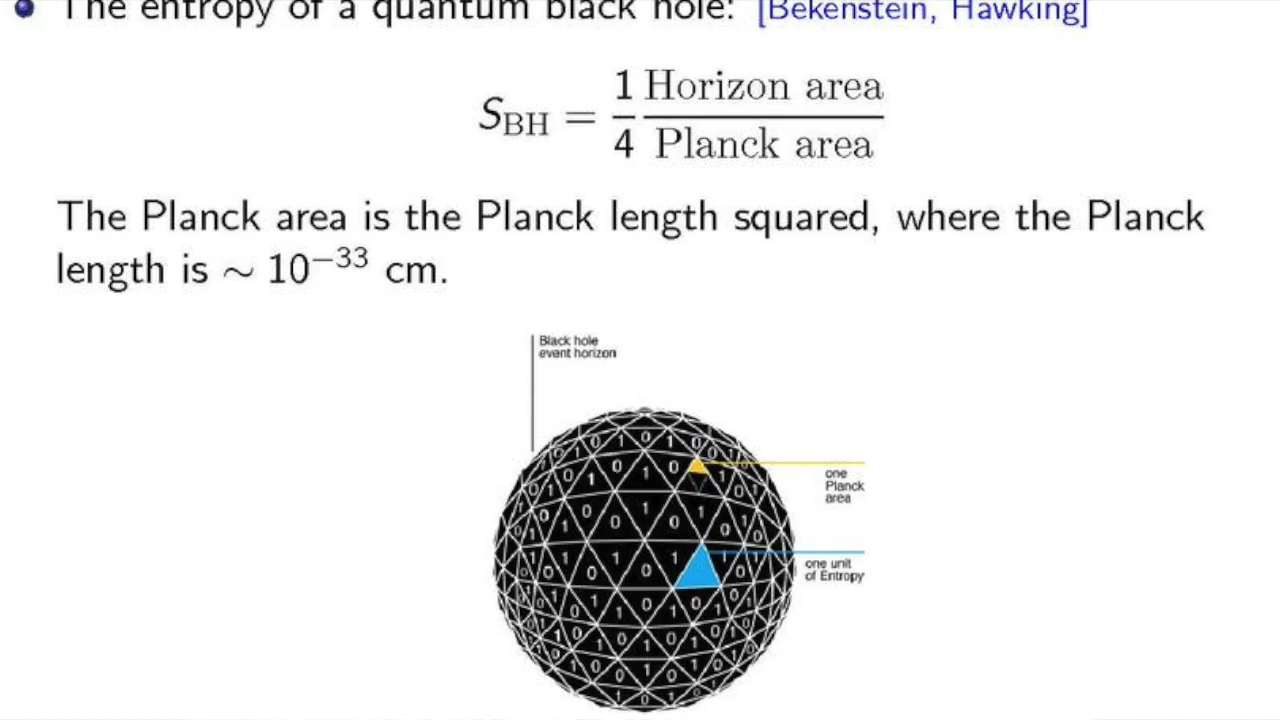 The entropy of a quantum black hole: [Bekenstein, Hawking]
S_BH = 1/4 Horizon area / Planck area
The Planck area is the Planck length squared, where the Planck
length is ~ 10^−33 cm.
Black hole
event horizon
one
Planck
area
one unit
of Entropy